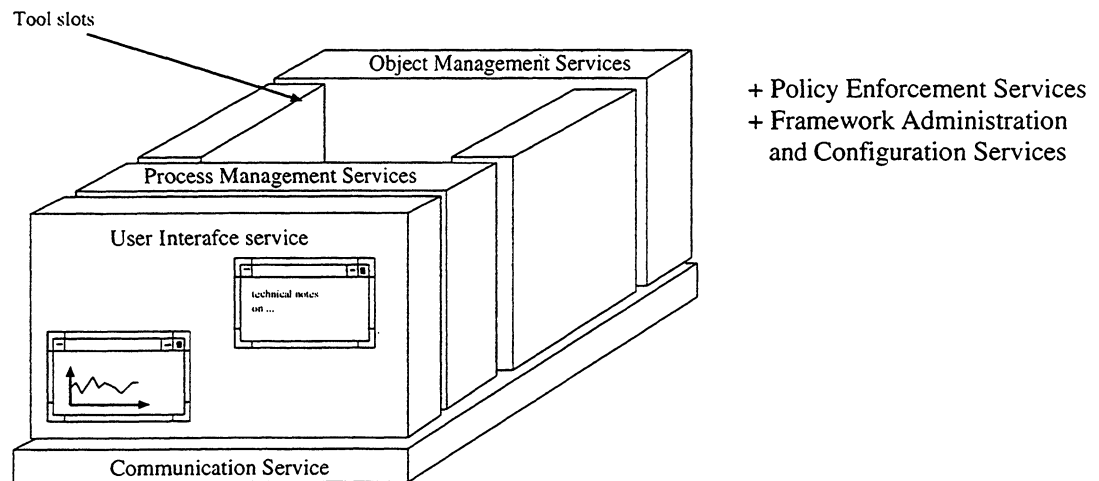 Tool slots
Object Management Services
+ Policy Enforcement Services
+ Framework Administration
and Configuration Services
Process Management Services
User Interafce service
technical notes
on ...
Communication Service